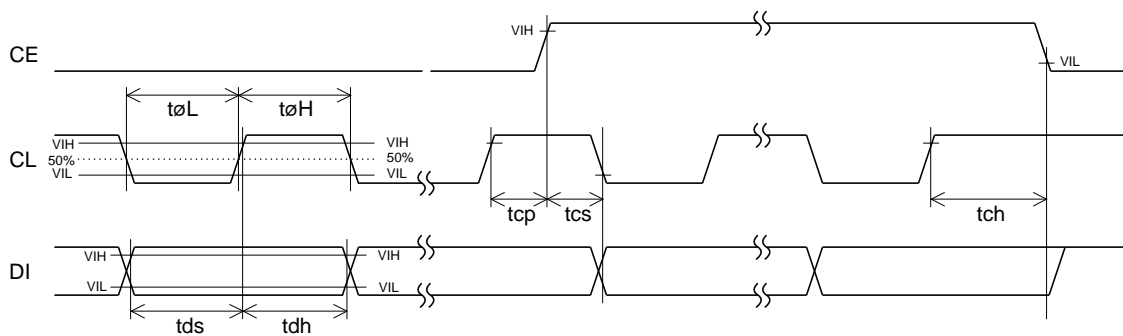 CE
VIH
VIL
tøL tøH
CL
VIH
50%
VIL
VIH
50%
VIL
tcp tcs tch
DI
VIH
VIL
VIH
VIL
tds tdh